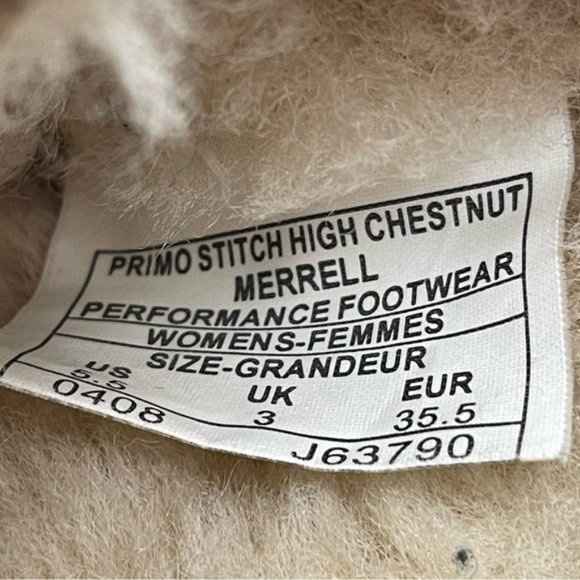 PRIMO STITCH HIGH CHESTNUT
MERRELL
PERFORMANCE FOOTWEAR
WOMENS-FEMMES
SIZE-GRANDEUR
US UK EUR
5.5 3 35.5
0408 J63790